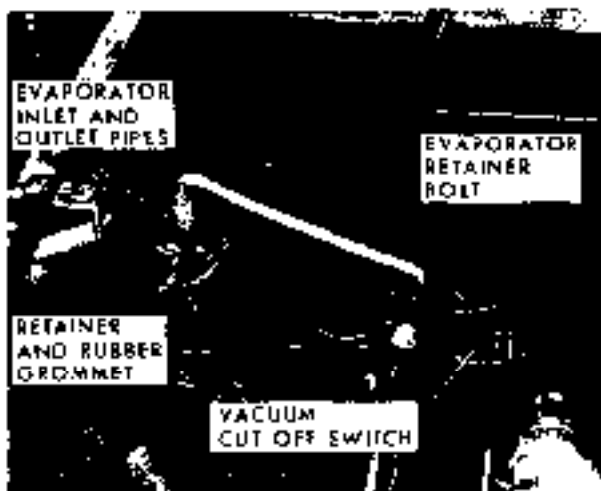 EVAPORATOR
INLET AND
OUTLET PIPES
EVAPORATOR
RETAINER
BOLT
RETAINER
AND RUBBER
GROMMET
VACUUM
CUT OFF SWITCH